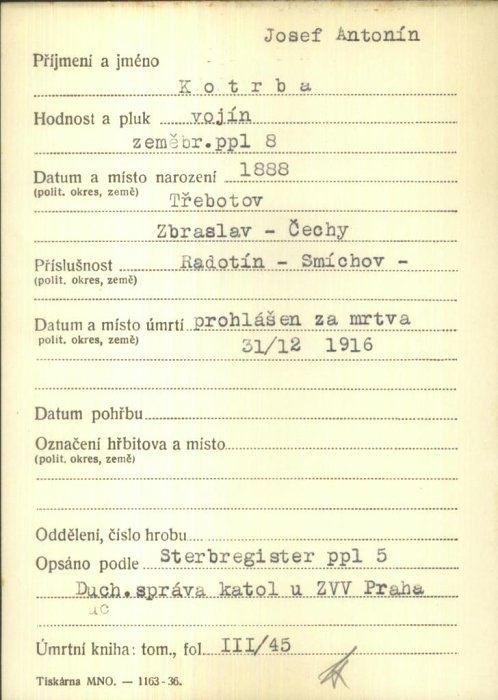 Josef Antonín
Příjmení a jméno
Kotrba
Hodnost a pluk vojín
zeměbr.ppl 8
Datum a místo narození 1888
(polit. okres, země) Třebotov
Zbraslav - Čechy
Příslušnost Radotín - Smíchov -
(polit. okres, země)
Datum a místo úmrtí prohlášen za mrtva
polit. okres, země) 31/12 1916
Datum pohřbu
Označení hřbitova a místo
(polit. okres, země)
Oddělení, číslo hrobu
Opsáno podle Sterbregister ppl 5
Duch.správa katol u ZVV Praha
úč
Úmrtní kniha: tom., fol. III/45
Tiskárna MNO. — 1163-36.